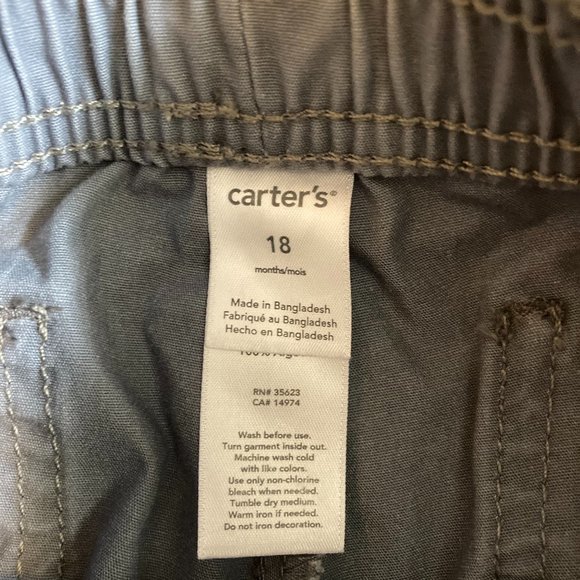 carter's®
18
months/mois
Made in Bangladesh
Fabriqué au Bangladesh
Hecho en Bangladesh
100%
RN# 35623
CA# 14974
Wash before use.
Turn garment inside out.
Machine wash cold
with like colors.
Use only non-chlorine
bleach when needed.
Tumble dry medium.
Warm iron if needed.
Do not iron decoration.